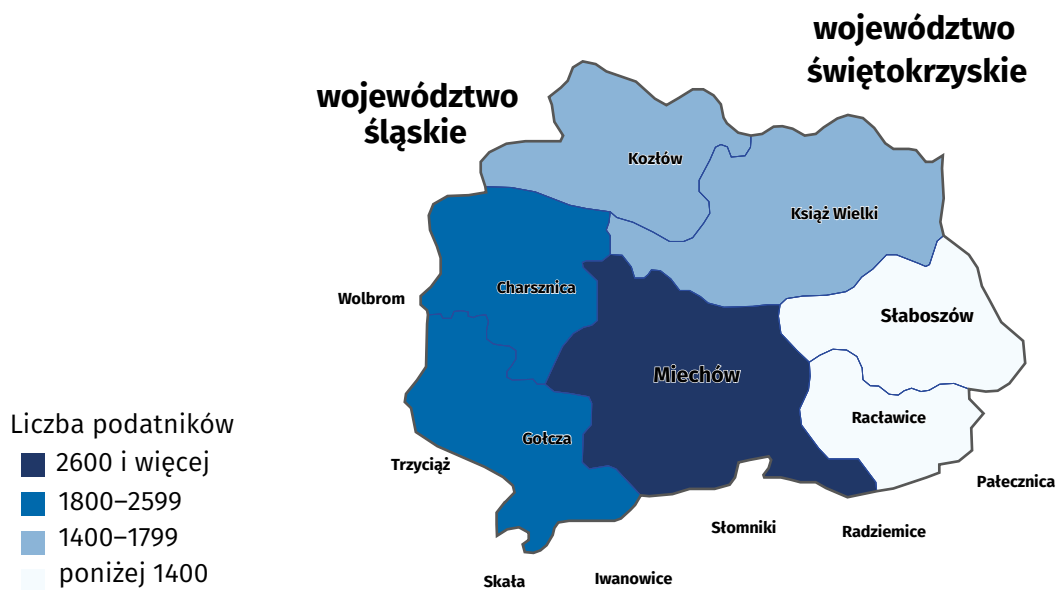 województwo
świętokrzyskie
województwo
śląskie
Kozłów
Książ Wielki
Charsznica
Wolbrom
Słaboszów
Miechów
Racławice
Gołcza
Trzyciąż
Pałecznica
Słomniki
Radziemice
Skała
Iwanowice
Liczba podatników
2600 i więcej
1800–2599
1400–1799
poniżej 1400